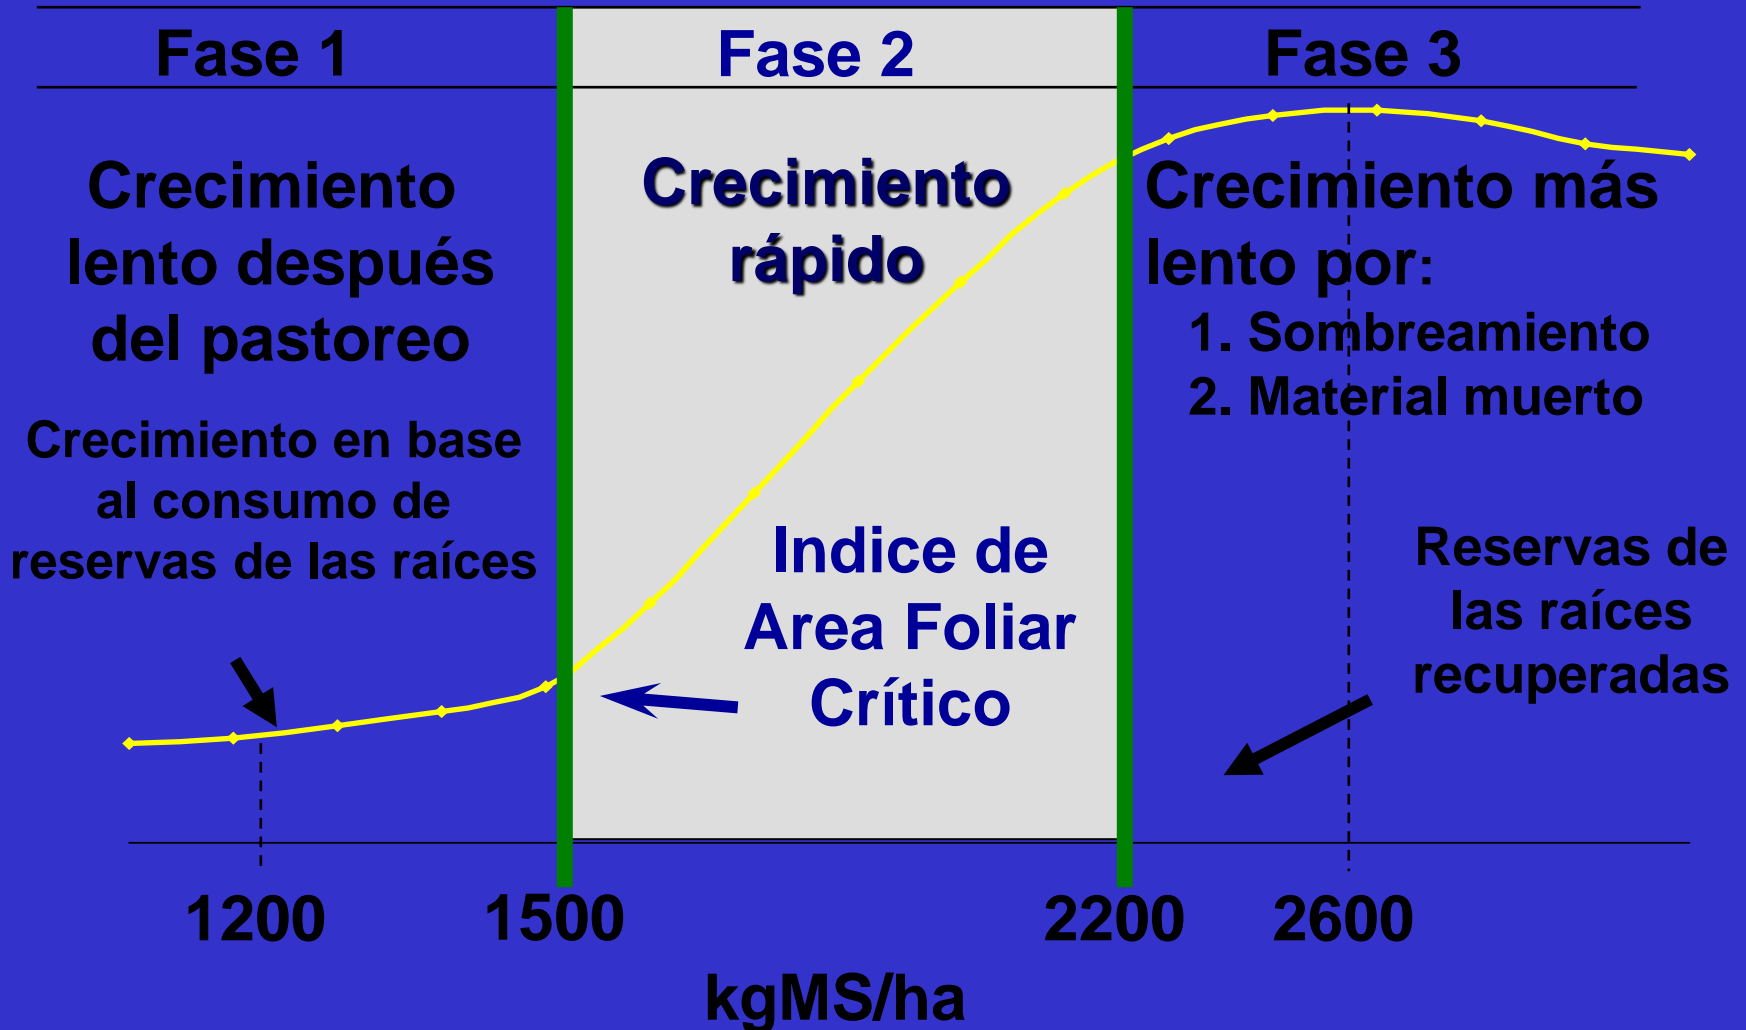 Fase 1
Fase 2
Fase 3
Crecimiento
lento después
del pastoreo
Crecimiento en base
al consumo de
reservas de las raíces
Crecimiento
rápido
Indice de
Area Foliar
Crítico
Crecimiento más
lento por:
1. Sombreamiento
2. Material muerto
Reservas de
las raíces
recuperadas
1200
1500
2200
2600
kgMS/ha